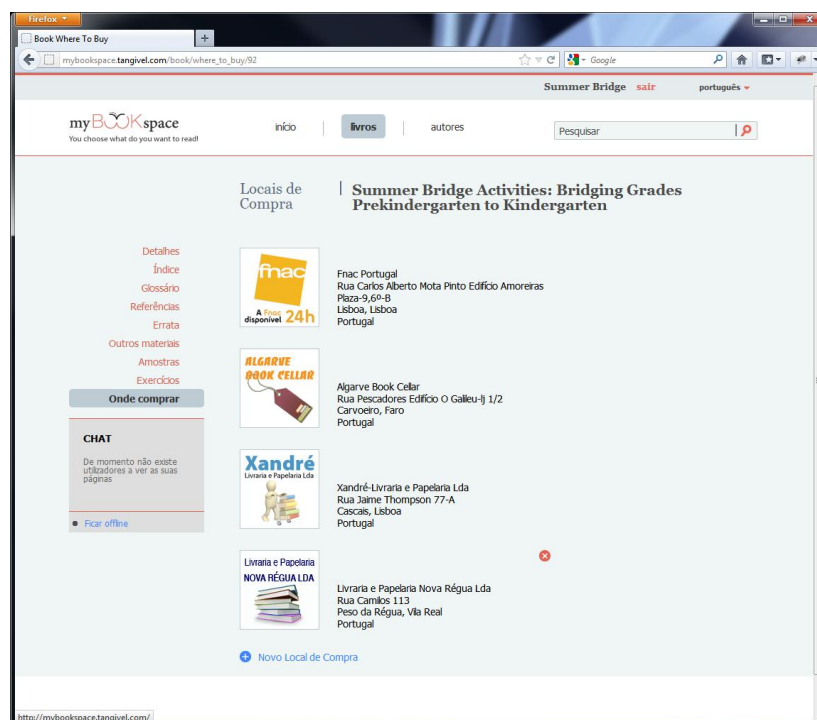 Firefox
Book Where To Buy
mybookspace.tangivel.com/book/where_to_buy/92
Google
Summer Bridge sair português
myBOOKspace
You choose what do you want to read!
início livros autores
Pesquisar
Locais de
Compra
Summer Bridge Activities: Bridging Grades
Prekindergarten to Kindergarten
Detalhes
Índice
Glossário
Referências
Errata
Outros materiais
Amostras
Exercícios
Onde comprar
CHAT
De momento não existe
utilizadores a ver as suas
páginas
Ficar offline
fnac
A Fnac
disponível 24h
Fnac Portugal
Rua Carlos Alberto Mota Pinto Edifício Amoreiras
Plaza-9,6º-B
Lisboa, Lisboa
Portugal
ALGARVE
BOOK CELLAR
Algarve Book Cellar
Rua Pescadores Edifício O Galileu-lj 1/2
Carvoeiro, Faro
Portugal
Xandré
Livraria e Papelaria Lda
Xandré-Livraria e Papelaria Lda
Rua Jaime Thompson 77-A
Cascais, Lisboa
Portugal
Livraria e Papelaria
NOVA RÉGUA LDA
Livraria e Papelaria Nova Régua Lda
Rua Camilos 113
Peso da Régua, Vila Real
Portugal
Novo Local de Compra
http://mybookspace.tangivel.com/